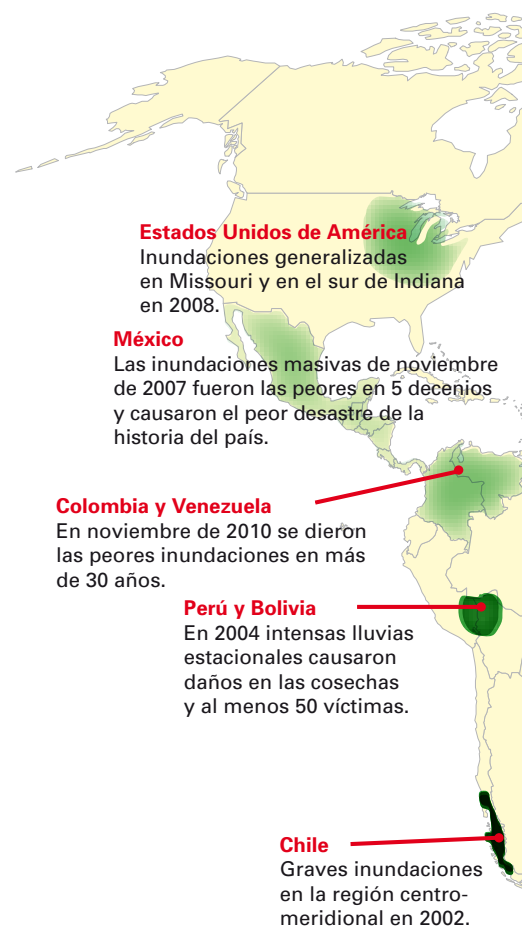 Estados Unidos de América
Inundaciones generalizadas
en Missouri y en el sur de Indiana
en 2008.
México
Las inundaciones masivas de noviembre
de 2007 fueron las peores en 5 decenios
y causaron el peor desastre de la
historia del país.
Colombia y Venezuela
En noviembre de 2010 se dieron
las peores inundaciones en más
de 30 años.
Perú y Bolivia
En 2004 intensas lluvias
estacionales causaron
daños en las cosechas
y al menos 50 víctimas.
Chile
Graves inundaciones
en la región centro-
meridional en 2002.